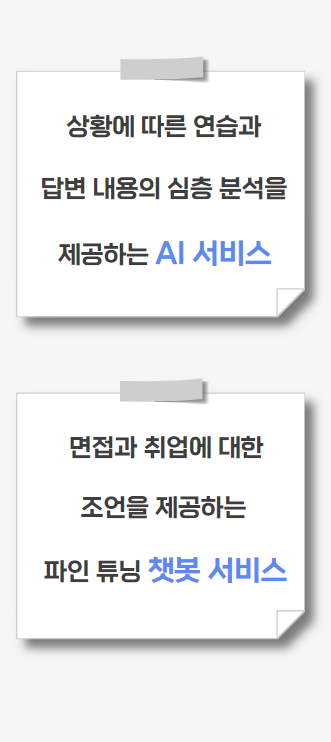 상황에 따른 연습과
답변 내용의 심층 분석을
제공하는 AI 서비스
면접과 취업에 대한
조언을 제공하는
파인 튜닝 챗봇 서비스